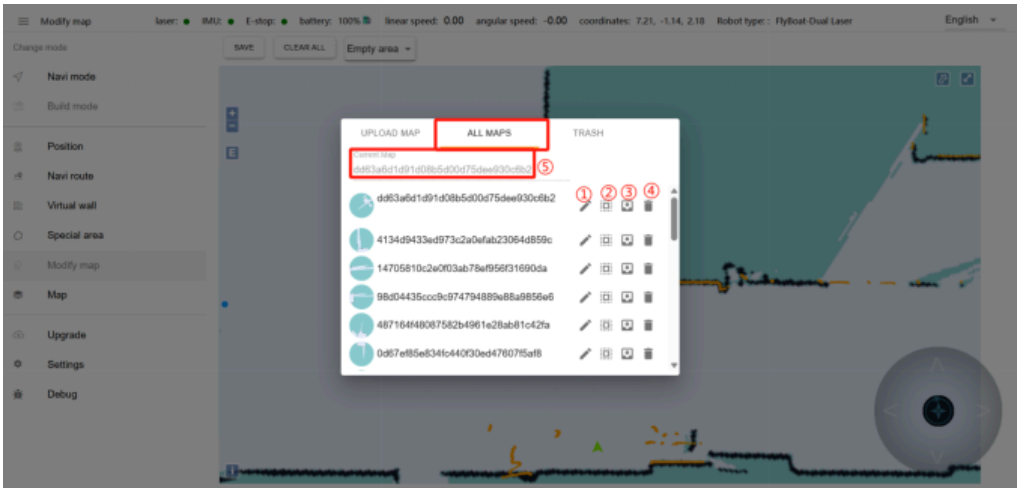 Modify map laser: IMU: E-stop: battery: 100% linear speed: 0.00 angular speed: -0.00 coordinates: 7.21, -1.14, 2.18 Robot type: : FlyBoat-Dual Laser English
Change mode SAVE CLEAR ALL Empty area
Navi mode
Build mode
Position
Navi route
Virtual wall
Special area
Modify map
Map
Upgrade
Settings
Debug
UPLOAD MAP ALL MAPS TRASH
Current Map
dd63a6d1d91d08b5d00d75dee930c6b2 ⑤
① ② ③ ④
dd63a6d1d91d08b5d00d75dee930c6b2
4134d9433ed973c2a0efab23064d859c
14705810c2e0f03ab78ef956f31690da
98d04435ccc9c974794889e88a9856e6
487164f48087582b4961e28ab81c42fa
0d67ef85e834fc440f30ed47607f5af8